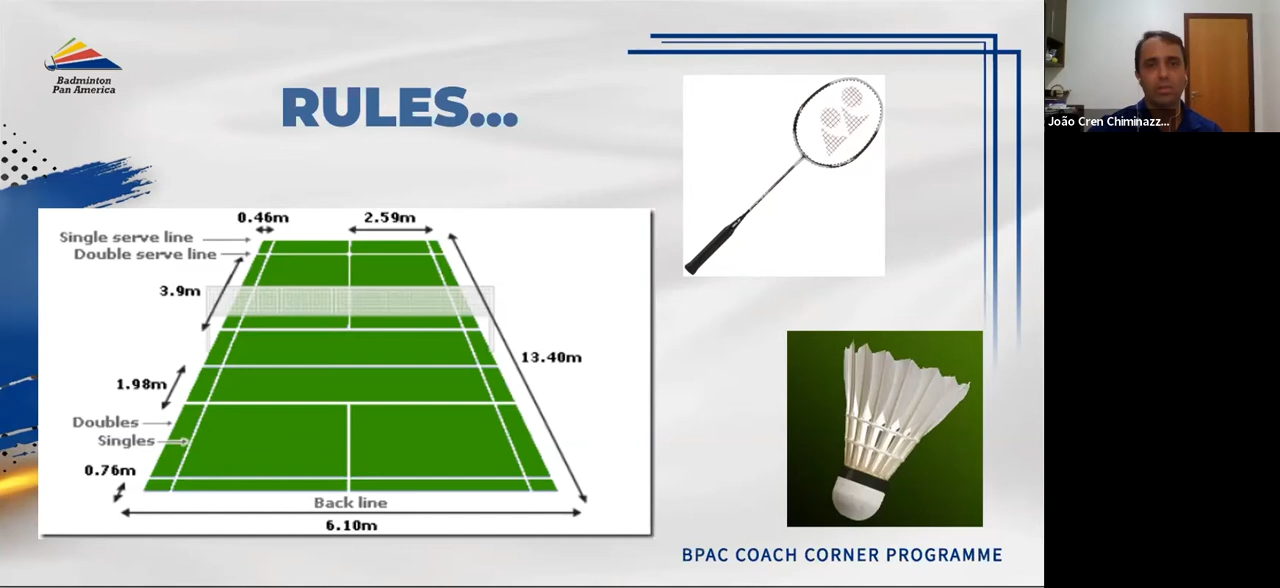 Badminton
Pan America
RULES...
0.46m
2.59m
Single serve line
Double serve line
3.9m
13.40m
1.98m
Doubles
Singles
0.76m
Back line
6.10m
BPAC COACH CORNER PROGRAMME
João Cren Chiminazz...